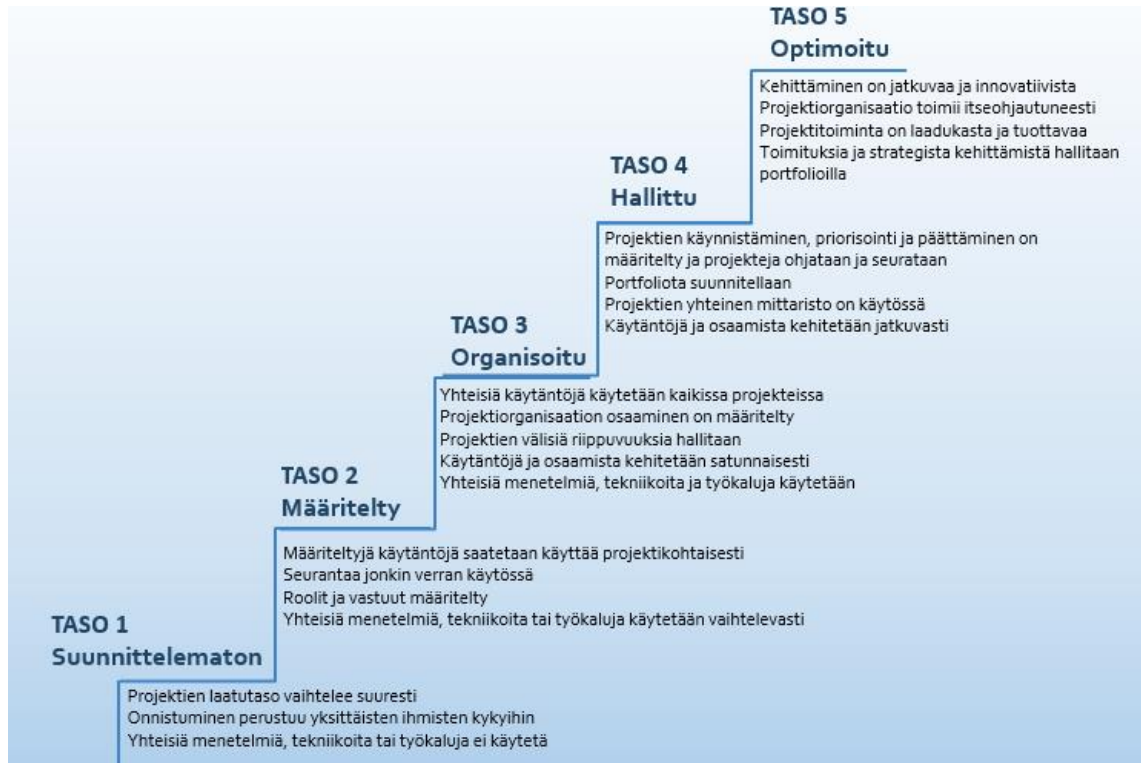 TASO 5
Optimoitu
Kehittäminen on jatkuvaa ja innovatiivista
Projektiorganisaatio toimii itseohjautuneesti
Projektitoiminta on laadukasta ja tuottavaa
Toimituksia ja strategista kehittämistä hallitaan
portfolioilla
TASO 4
Hallittu
Projektien käynnistäminen, priorisointi ja päättäminen on
määritelty ja projekteja ohjataan ja seurataan
Portfoliota suunnitellaan
Projektien yhteinen mittaristo on käytössä
Käytäntöjä ja osaamista kehitetään jatkuvasti
TASO 3
Organisoitu
Yhteisiä käytäntöjä käytetään kaikissa projekteissa
Projektiorganisaation osaaminen on määritelty
Projektien välisiä riippuvuuksia hallitaan
Käytäntöjä ja osaamista kehitetään satunnaisesti
Yhteisiä menetelmiä, tekniikoita ja työkaluja käytetään
TASO 2
Määritelty
Määriteltyjä käytäntöjä saatetaan käyttää projektikohtaisesti
Seurantaa jonkin verran käytössä
Roolit ja vastuut määritelty
Yhteisiä menetelmiä, tekniikoita tai työkaluja käytetään vaihtelevasti
TASO 1
Suunnittelematon
Projektien laatutaso vaihtelee suuresti
Onnistuminen perustuu yksittäisten ihmisten kykyihin
Yhteisiä menetelmiä, tekniikoita tai työkaluja ei käytetä